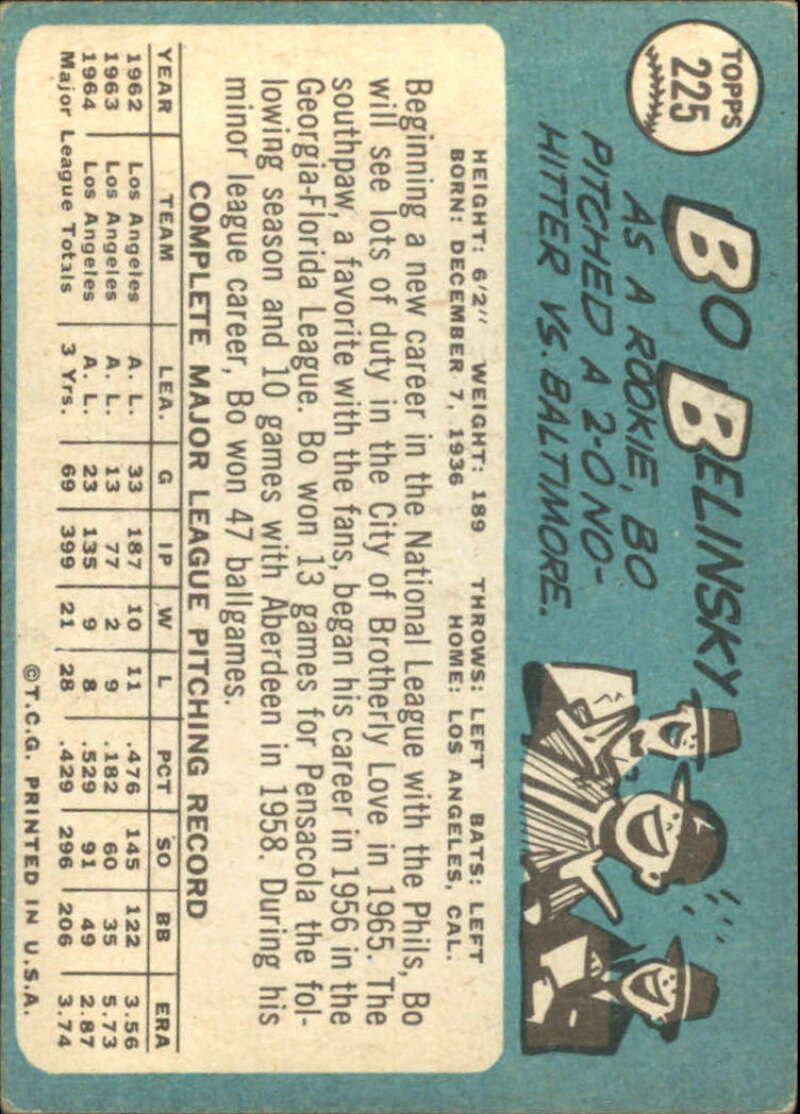 TOPPS
225
BO BELINSKY
AS A ROOKIE, BO
PITCHED A 2-0 NO-
HITTER VS. BALTIMORE.
HEIGHT: 6'2" WEIGHT: 189 THROWS: LEFT BATS: LEFT
BORN: DECEMBER 7, 1936 HOME: LOS ANGELES, CAL.
Beginning a new career in the National League with the Phils, Bo
will see lots of duty in the City of Brotherly Love in 1965. The
southpaw, a favorite with the fans, began his career in 1956 in the
Georgia-Florida League. Bo won 13 games for Pensacola the fol-
lowing season and 10 games with Aberdeen in 1958. During his
minor league career, Bo won 47 ballgames.
COMPLETE MAJOR LEAGUE PITCHING RECORD
YEAR TEAM LEA. G IP W L PCT SO BB ERA
1962 Los Angeles A. L. 33 187 10 11 .476 145 122 3.56
1963 Los Angeles A. L. 13 77 2 9 .182 60 35 5.73
1964 Los Angeles A. L. 23 135 9 8 .529 91 49 2.87
Major League Totals 3 Yrs. 69 399 21 28 .429 296 206 3.74
©T.C.G. PRINTED IN U.S.A.